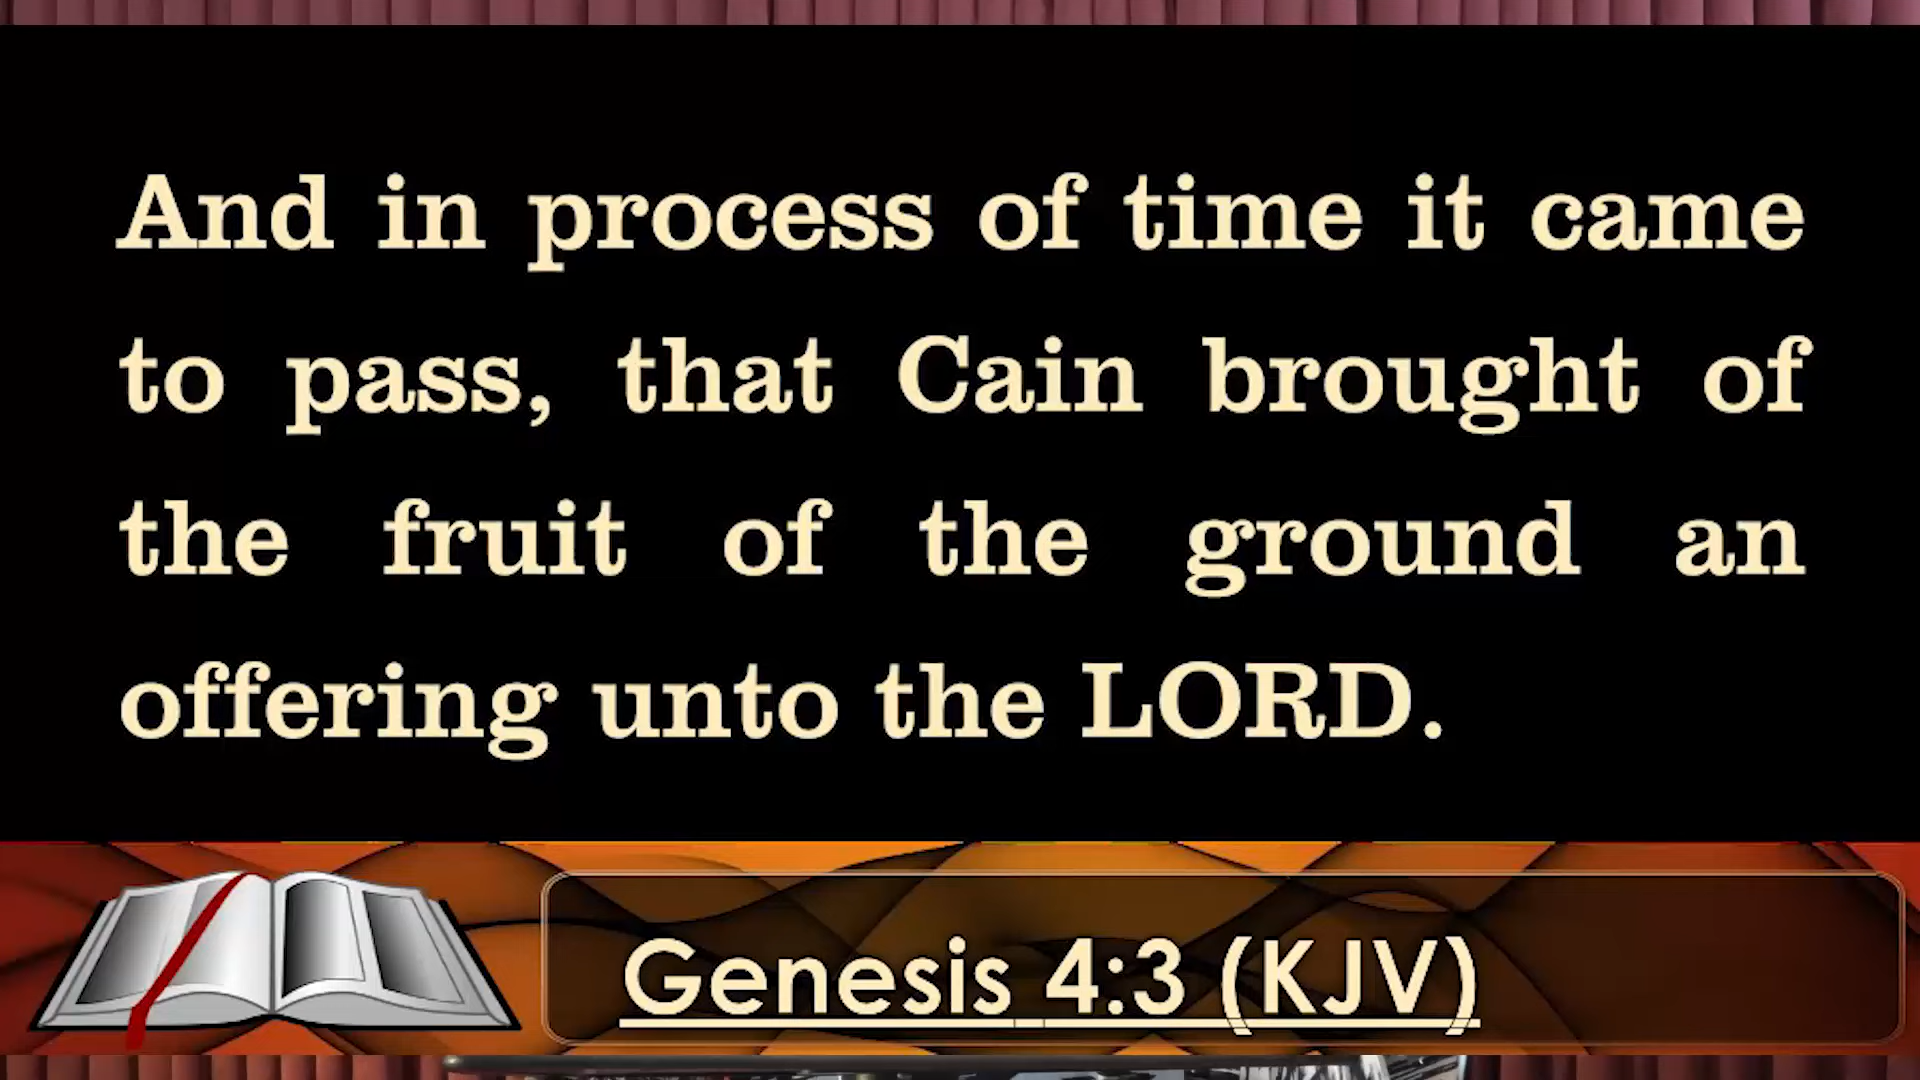 And in process of time it came
to pass, that Cain brought of
the fruit of the ground an
offering unto the LORD.
Genesis 4:3 (KJV)